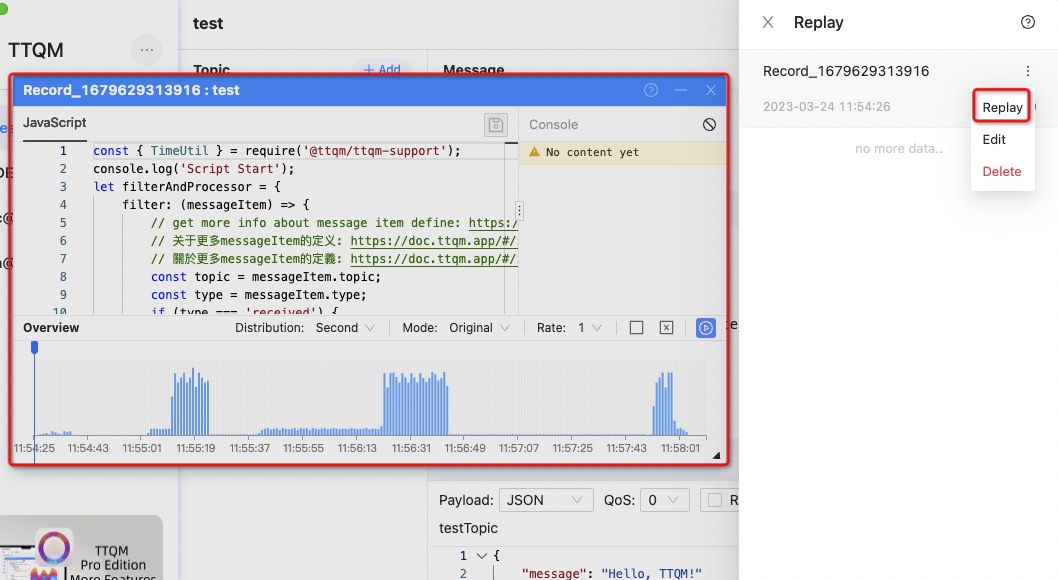 test
TTQM
...
Topic
+ Add
Message
Record_1679629313916 : test
JavaScript
1 const { TimeUtil } = require('@ttqm/ttqm-support');
2 console.log('Script Start');
3 let filterAndProcessor = {
4 filter: (messageItem) => {
5 // get more info about message item define: https:/
6 // 关于更多messageItem的定义: https://doc.ttqm.app/#/
7 // 關於更多messageItem的定義: https://doc.ttqm.app/#/
8 const topic = messageItem.topic;
9 const type = messageItem.type;
10 if (type === 'received') {
Console
No content yet
Overview
Distribution: Second
Mode: Original
Rate: 1
11:54:25 11:54:43 11:55:01 11:55:19 11:55:37 11:55:55 11:56:13 11:56:31 11:56:49 11:57:07 11:57:25 11:57:43 11:58:01
Payload: JSON
QoS: 0
R
testTopic
1 {
2 "message": "Hello, TTQM!"
TTQM
Pro Edition
More Features
Replay
Record_1679629313916
2023-03-24 11:54:26
no more data..
Replay
Edit
Delete